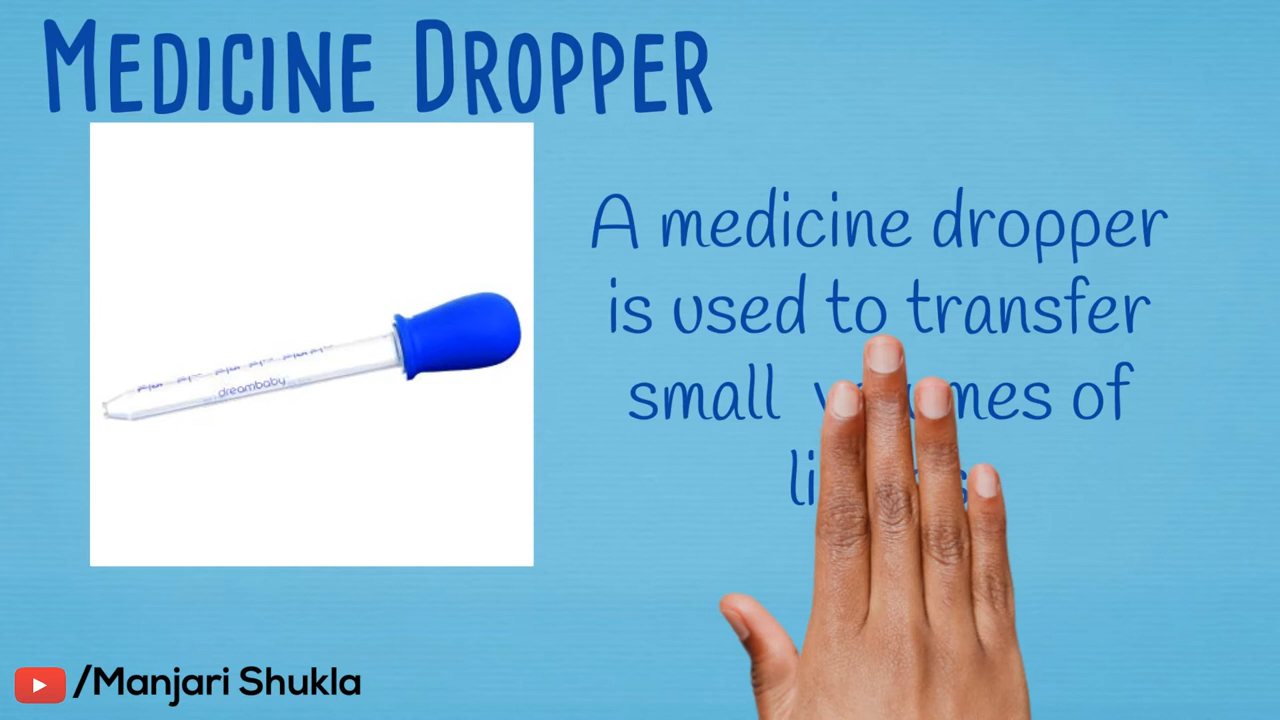 Medicine Dropper
A medicine dropper
is used to transfer
small of
dreambaby
/Manjari Shukla